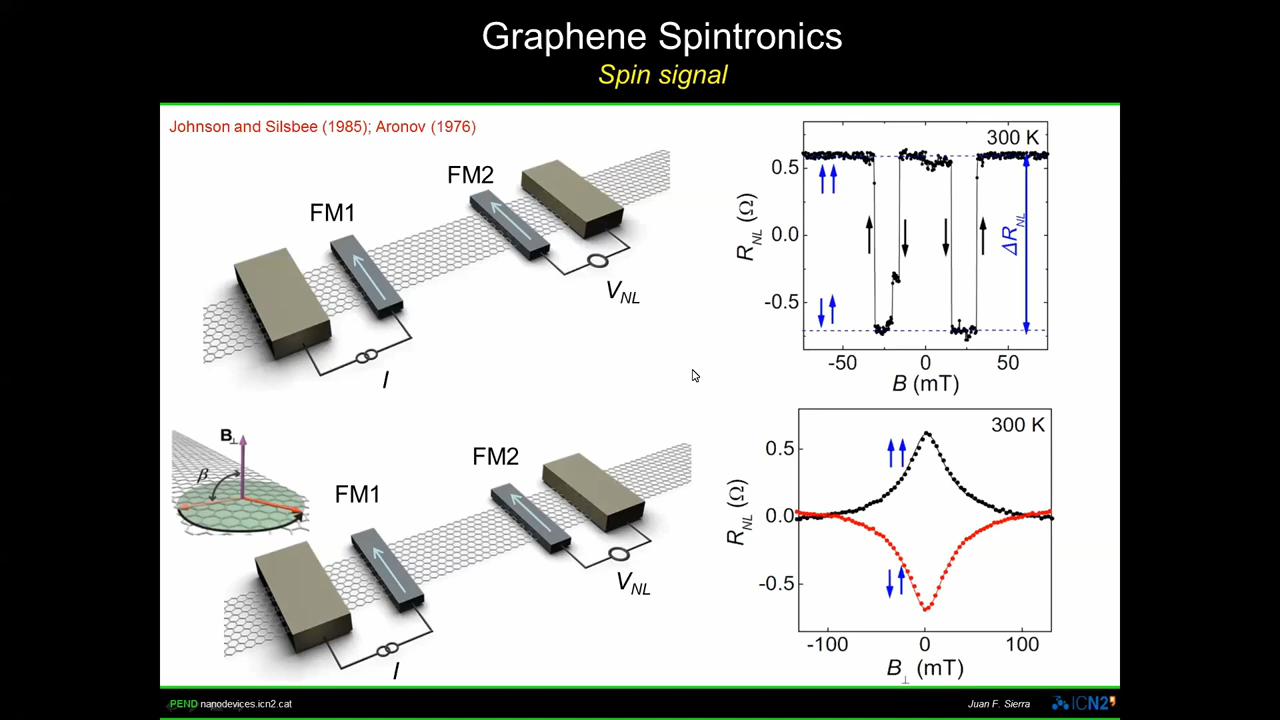 Graphene Spintronics
Spin signal
Johnson and Silsbee (1985); Aronov (1976)
FM1
FM2
I
V_NL
300 K
R_NL (Ω)
0.5
0.0
-0.5
ΔR_NL
-50
0
50
B (mT)
B⊥
β
FM1
FM2
I
V_NL
300 K
R_NL (Ω)
0.5
0.0
-0.5
-100
0
100
B⊥ (mT)
PEND nanodevices.icn2.cat
Juan F. Sierra
ICN2